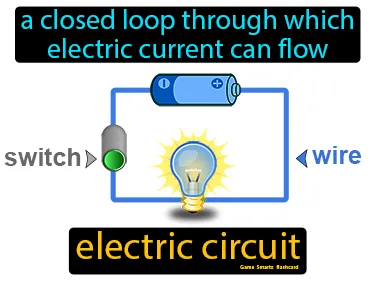 a closed loop through which
electric current can flow
switch
wire
electric circuit
Game Smartz flashcard